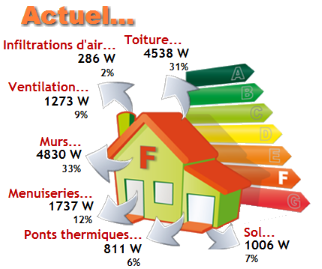 Actuel...
Infiltrations d'air...
286 W
2%
Toiture...
4538 W
31%
Ventilation...
1273 W
9%
Murs...
4830 W
33%
Menuiseries...
1737 W
12%
Ponts thermiques...
811 W
6%
Sol...
1006 W
7%
F
A
B
C
D
E
F
G